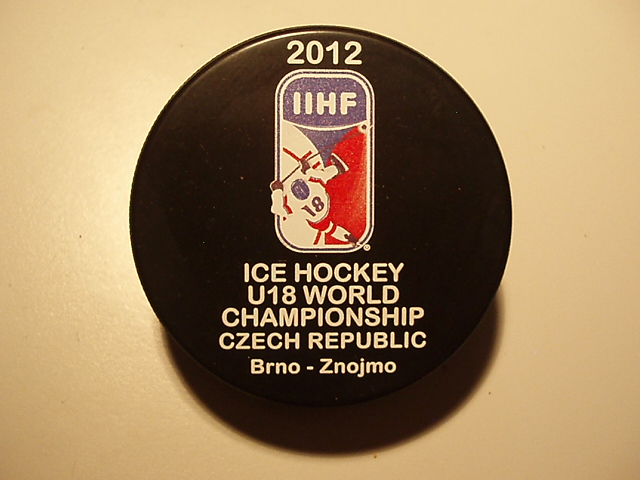 2012
IIHF
18
ICE HOCKEY
U18 WORLD
CHAMPIONSHIP
CZECH REPUBLIC
Brno - Znojmo